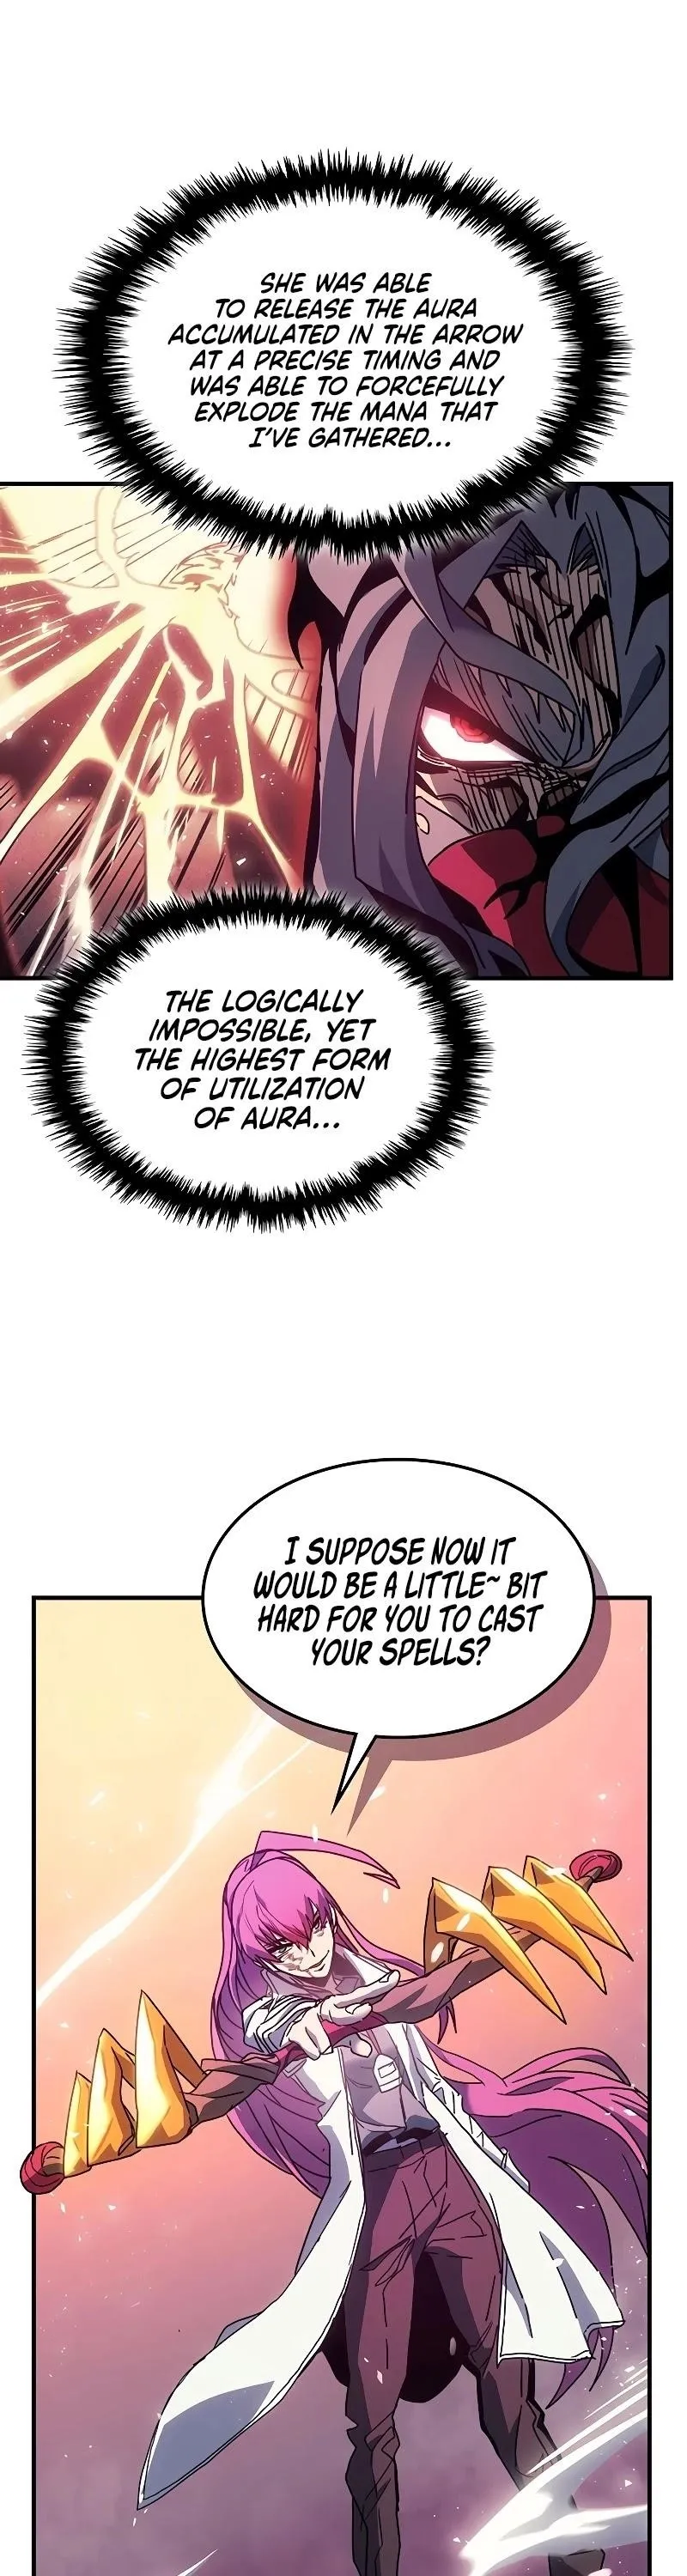 SHE WAS ABLE
TO RELEASE THE AURA
ACCUMULATED IN THE ARROW
AT A PRECISE TIMING AND
WAS ABLE TO FORCEFULLY
EXPLODE THE MANA THAT
I'VE GATHERED...
THE LOGICALLY
IMPOSSIBLE, YET
THE HIGHEST FORM
OF UTILIZATION
OF AURA...
I SUPPOSE NOW IT
WOULD BE A LITTLE~ BIT
HARD FOR YOU TO CAST
YOUR SPELLS?